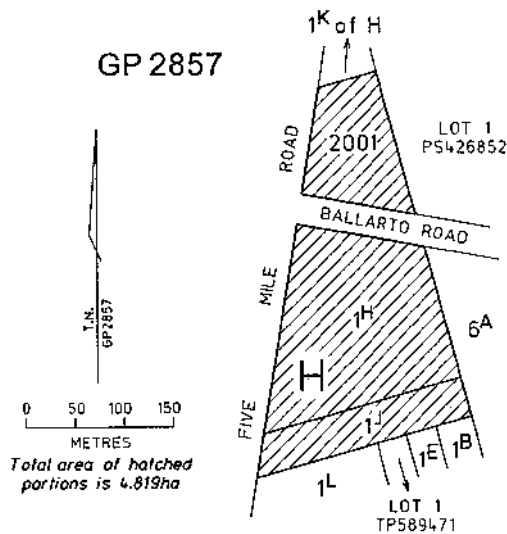 1K of H
GP 2857
ROAD
2001
LOT 1
PS426852
BALLARTO ROAD
MILE
T.N.
GP2857
1H
6A
H
FIVE
1J
0 50 100 150
METRES
Total area of hatched
portions is 4.819ha
1L
1E
1B
LOT 1
TP589471